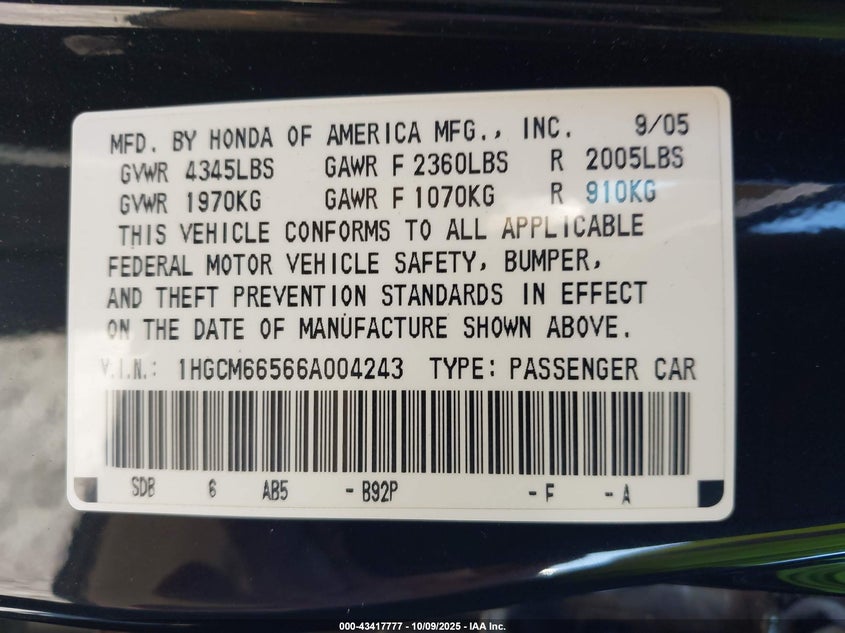 MFD. BY HONDA OF AMERICA MFG., INC. 9/05
GVWR 4345LBS GAWR F 2360LBS R 2005LBS
GVWR 1970KG GAWR F 1070KG R 910KG
THIS VEHICLE CONFORMS TO ALL APPLICABLE
FEDERAL MOTOR VEHICLE SAFETY, BUMPER,
AND THEFT PREVENTION STANDARDS IN EFFECT
ON THE DATE OF MANUFACTURE SHOWN ABOVE.
V.I.N.: 1HGCM66566A004243 TYPE: PASSENGER CAR
SDB 6 AB5 - B92P - F - A
000-43417777 - 10/09/2025 - IAA Inc.